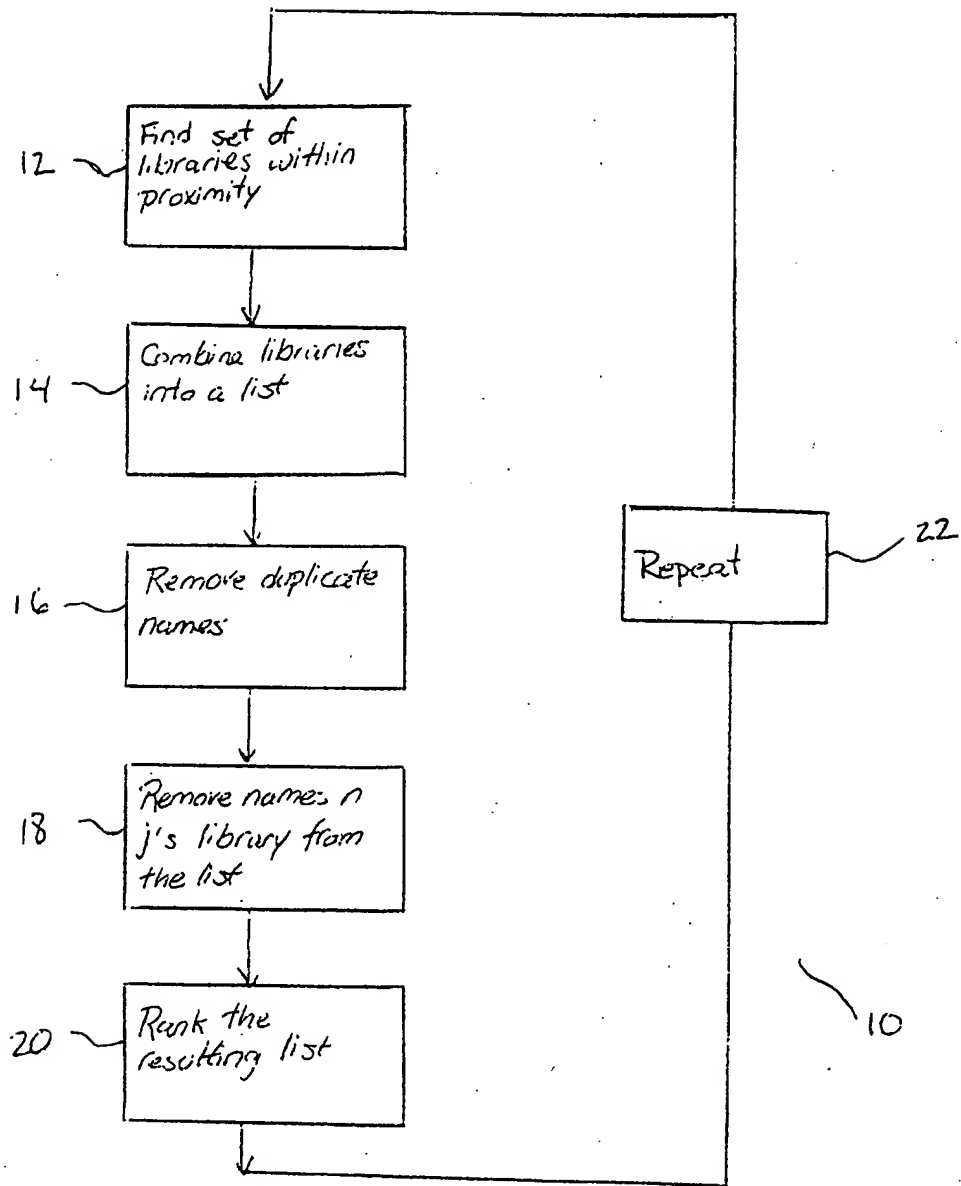 Find set of
12
libraries within
proximity
Combine libraries
14
into a list
Remove duplicate
16
names
Repeat
22
Remove names n
18
j's library from
the list
Rank the
20
resulting list
10